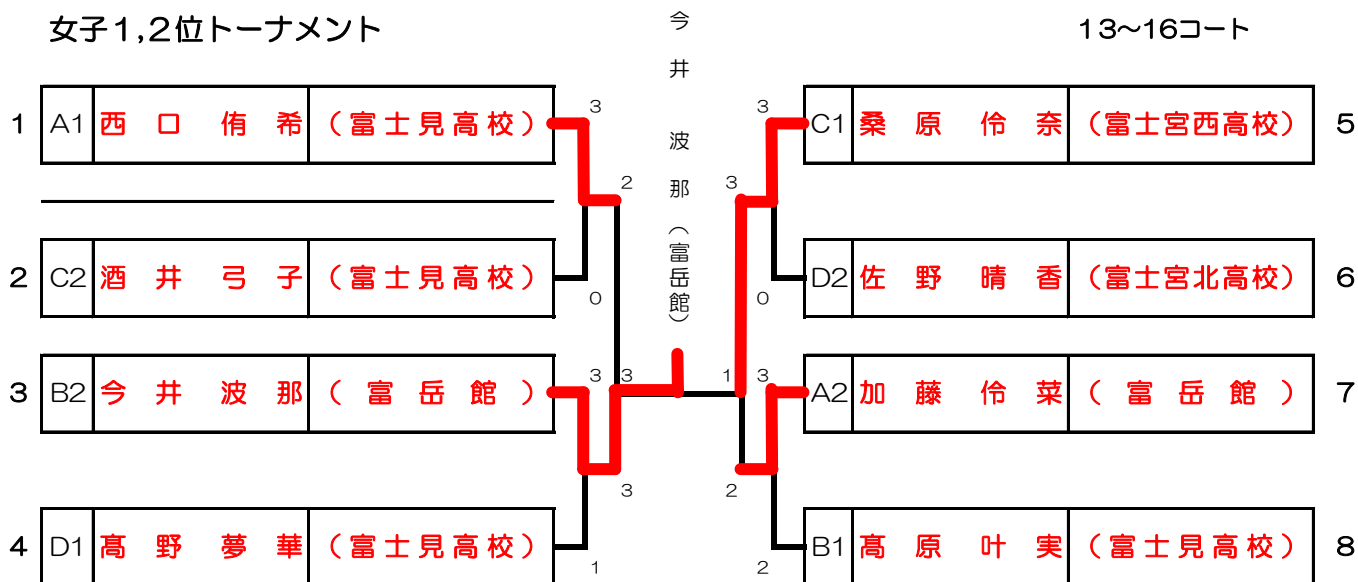 女子1,2位トーナメント
13～16コート
今井波那（富岳館）
1 A1 西口侑希 （富士見高校） 3
2
2 C2 酒井弓子 （富士見高校） 0
3 B2 今井波那 （富岳館） 3 3
3
4 D1 髙野夢華 （富士見高校） 1
3 C1 桑原伶奈 （富士宮西高校） 5
3
0 D2 佐野晴香 （富士宮北高校） 6
1 3 A2 加藤伶菜 （富岳館） 7
2
2 B1 髙原叶実 （富士見高校） 8